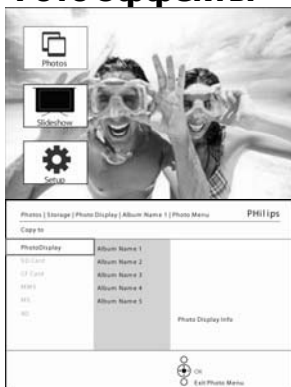 Photos
Slideshow
Setup
Photos | Storage | Photo Display | Album Name 1 | Photo Menu
PHilips
Copy to
PhotoDisplay
Album Name 1
SD Card
Album Name 2
CF Card
Album Name 3
MMS
Album Name 4
MS
Album Name 5
Photo Display Info
OK
Exit Photo Menu